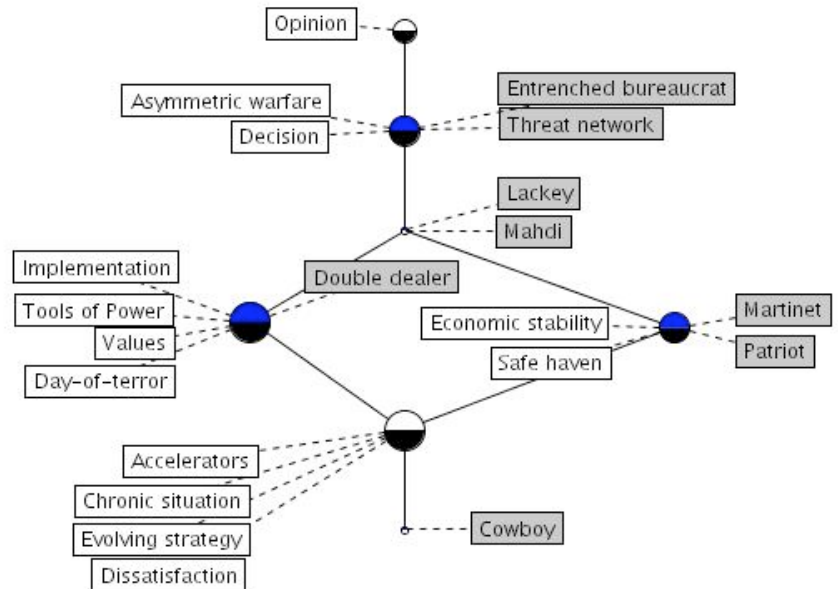 Opinion
Entrenched bureaucrat
Asymmetric warfare
Threat network
Decision
Lackey
Mahdi
Implementation
Double dealer
Tools of Power
Economic stability
Martinet
Values
Safe haven
Patriot
Day-of-terror
Accelerators
Chronic situation
Cowboy
Evolving strategy
Dissatisfaction